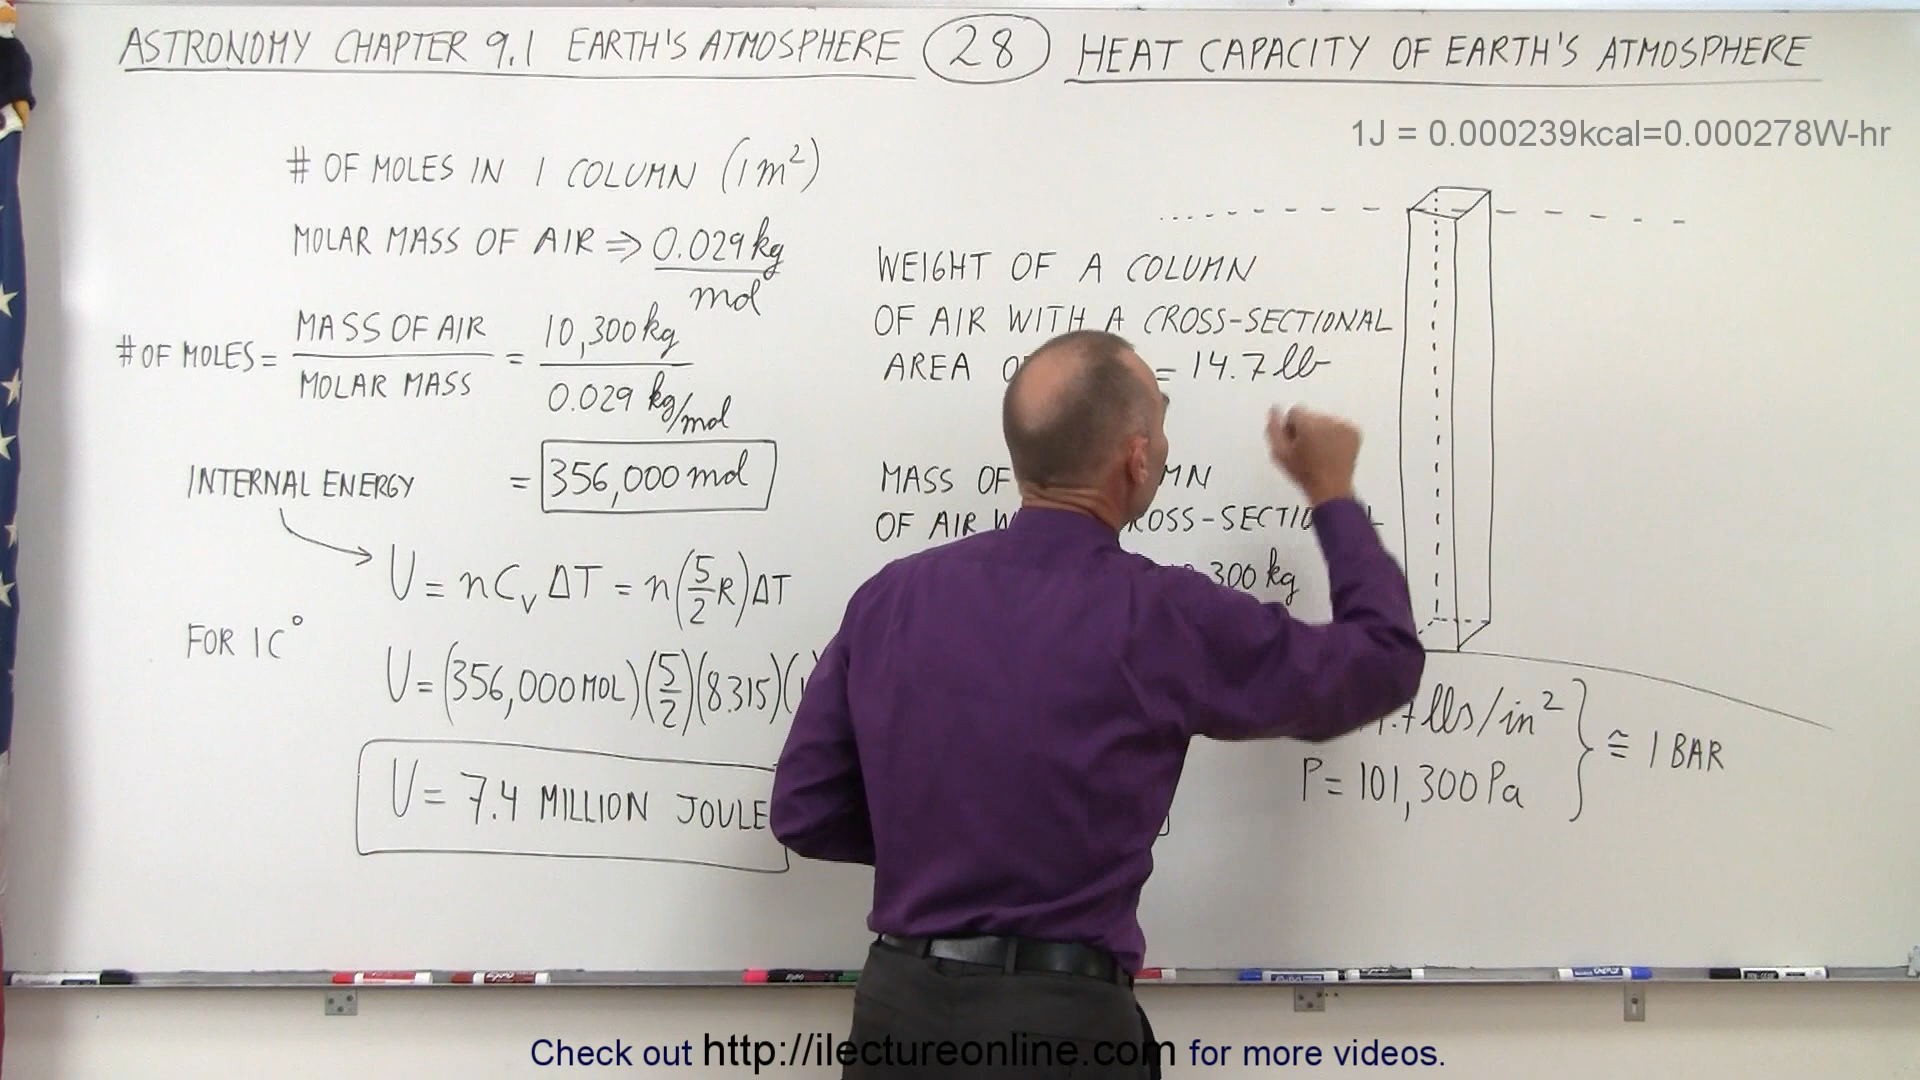 ASTRONOMY CHAPTER 9.1 EARTH'S ATMOSPHERE 28 HEAT CAPACITY OF EARTH'S ATMOSPHERE
1J = 0.000239kcal=0.000278W-hr
# OF MOLES IN 1 COLUMN (1m²)
MOLAR MASS OF AIR ⇒ 0.029 kg/mol
# OF MOLES = MASS OF AIR / MOLAR MASS = 10,300 kg / 0.029 kg/mol
= 356,000 mol
INTERNAL ENERGY
U = nCᵥΔT = n(5/2 R)ΔT
FOR 1C°
U = (356,000 MOL)(5/2)(8.315)(1
U = 7.4 MILLION JOULE
WEIGHT OF A COLUMN
OF AIR WITH A CROSS-SECTIONAL
AREA = 14.7 lb
MASS OF
OF AIR CROSS-SECTIONAL
300 kg
.7 lbs/in²
P = 101,300 Pa
≅ 1 BAR
Check out http://ilectureonline.com for more videos.